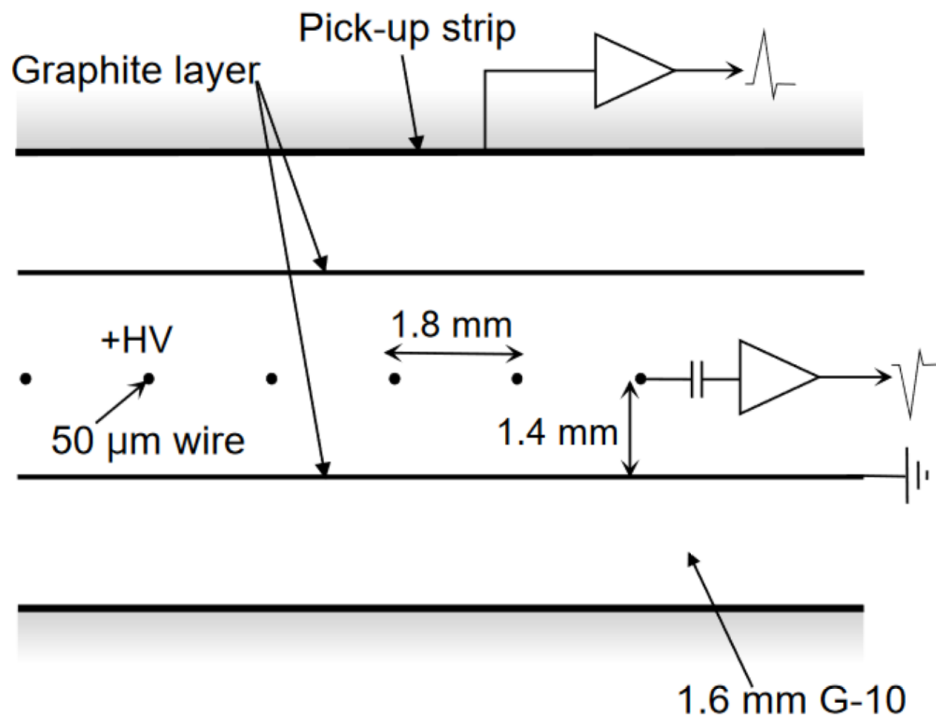 Pick-up strip
Graphite layer
+HV
1.8 mm
50 μm wire
1.4 mm
1.6 mm G-10